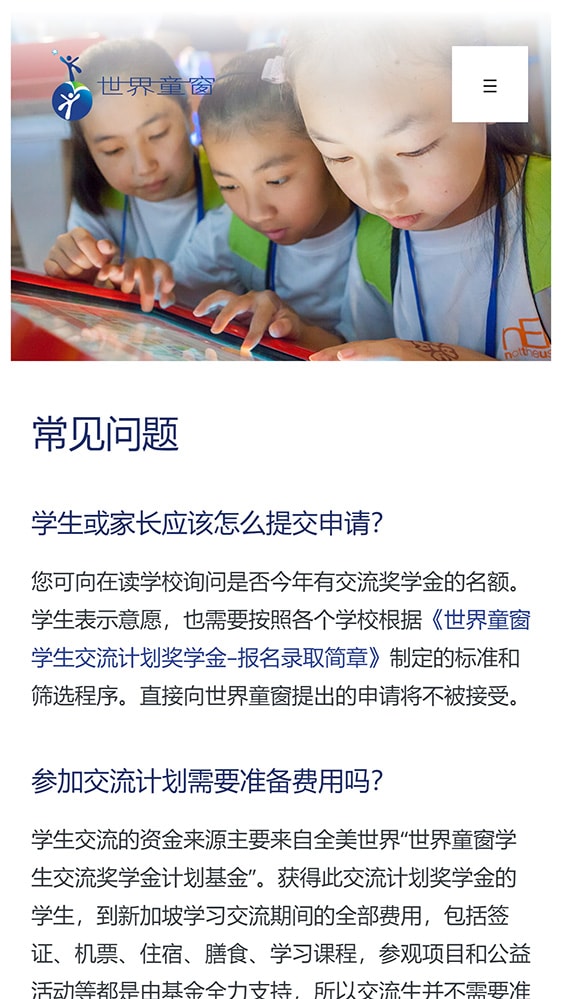 世界童窗
☰
nEu
nottheus
常见问题
学生或家长应该怎么提交申请？
您可向在读学校询问是否今年有交流奖学金的名额。
学生表示意愿，也需要按照各个学校根据《世界童窗
学生交流计划奖学金–报名录取简章》制定的标准和
筛选程序。直接向世界童窗提出的申请将不被接受。
参加交流计划需要准备费用吗？
学生交流的资金来源主要来自全美世界“世界童窗学
生交流奖学金计划基金”。获得此交流计划奖学金的
学生，到新加坡学习交流期间的全部费用，包括签
证、机票、住宿、膳食、学习课程，参观项目和公益
活动等都是由基金全力支持，所以交流生并不需要准